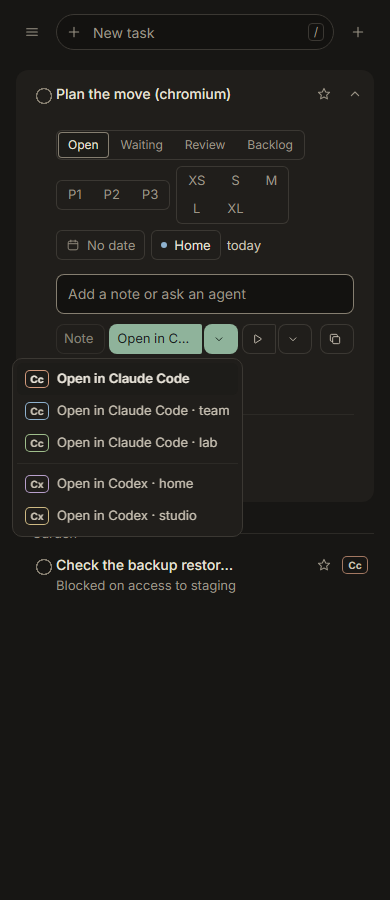 New task /
Plan the move (chromium)
Open Waiting Review Backlog
P1 P2 P3
XS S M
L XL
No date Home today
Add a note or ask an agent
Note Open in C...
Cc Open in Claude Code
Cc Open in Claude Code · team
Cc Open in Claude Code · lab
Cx Open in Codex · home
Cx Open in Codex · studio
Check the backup restor... Cc
Blocked on access to staging